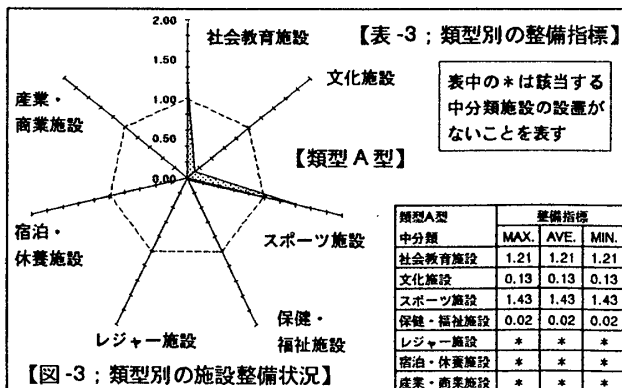 【表-3；類型別の整備指標】
表中の＊は該当する
中分類施設の設置が
ないことを表す
【類型A型】
2.00
1.50
1.00
0.50
0.00
社会教育施設
文化施設
スポーツ施設
保健・
福祉施設
レジャー施設
宿泊・
休養施設
産業・
商業施設
類型A型 整備指標
中分類 MAX. AVE. MIN.
社会教育施設 1.21 1.21 1.21
文化施設 0.13 0.13 0.13
スポーツ施設 1.43 1.43 1.43
保健・福祉施設 0.02 0.02 0.02
レジャー施設 ＊ ＊ ＊
宿泊・休養施設 ＊ ＊ ＊
産業・商業施設 ＊ ＊ ＊
【図-3；類型別の施設整備状況】